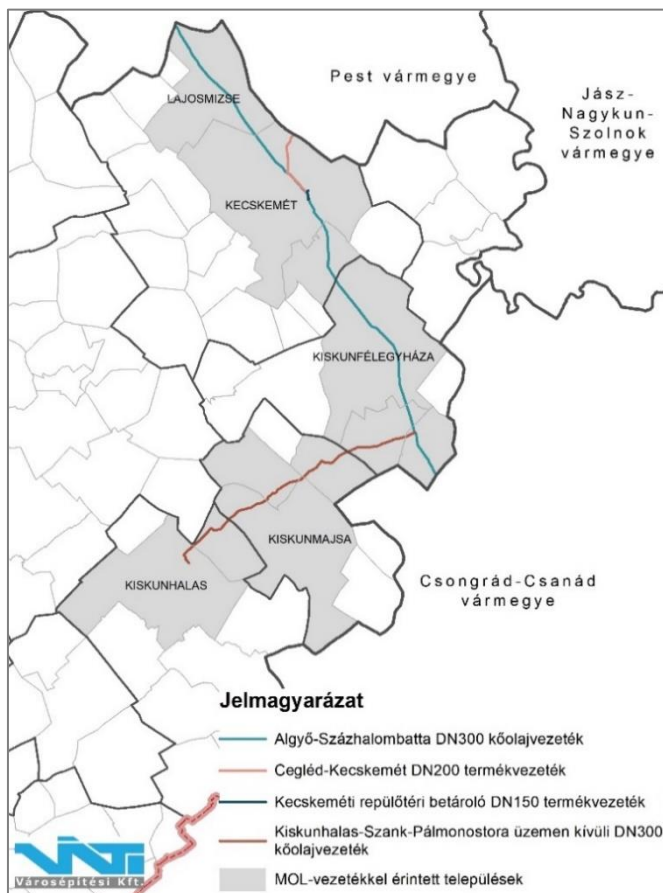 Pest vármegye
Jász-
Nagykun-
Szolnok
vármegye
LAJOSMIZSE
KECSKEMÉT
KISKUNFÉLEGYHÁZA
KISKUNMAJSA
KISKUNHALAS
Csongrád-Csanád
vármegye
Jelmagyarázat
Algyő-Százhalombatta DN300 kőolajvezeték
Cegléd-Kecskemét DN200 termékvezeték
Kecskeméti repülőtéri betároló DN150 termékvezeték
Kiskunhalas-Szank-Pálmonostora üzemen kívüli DN300
kőolajvezeték
MOL-vezetékkel érintett települések
VÁTI
Városépítési Kft.